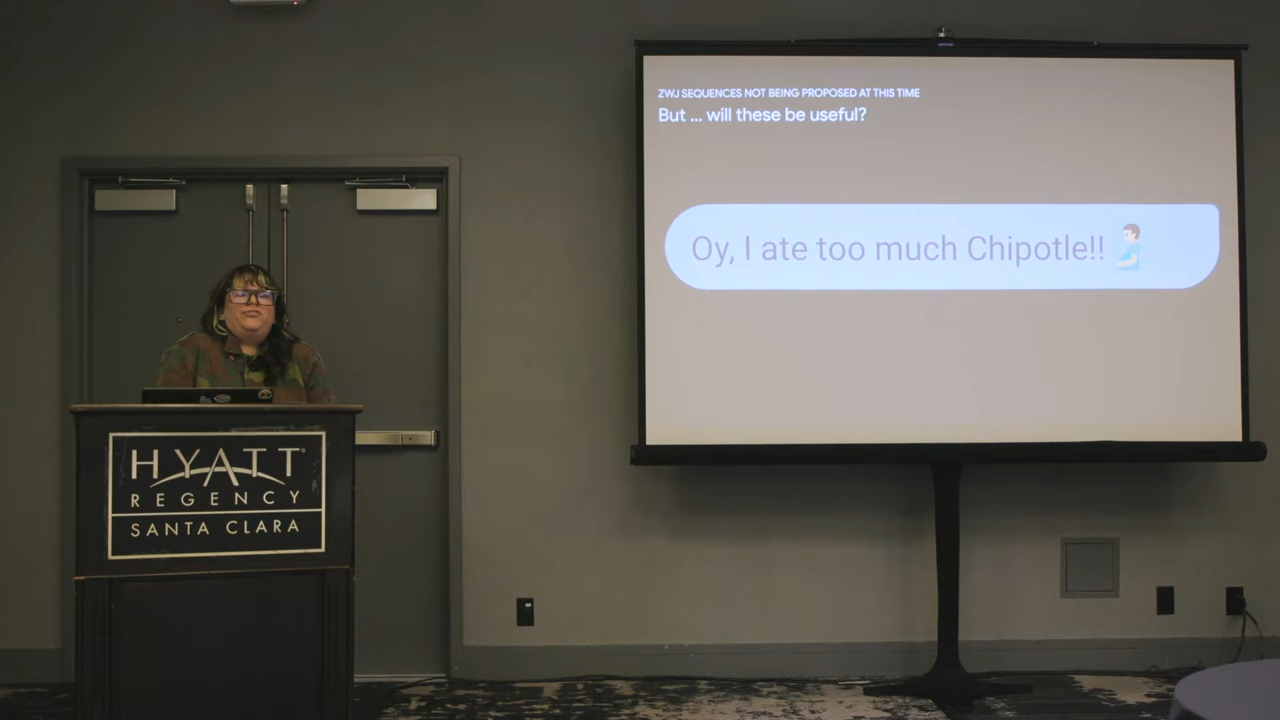 ZWJ SEQUENCES NOT BEING PROPOSED AT THIS TIME
But ... will these be useful?
Oy, I ate too much Chipotle!! 🫃🏻
HYATT
REGENCY
SANTA CLARA